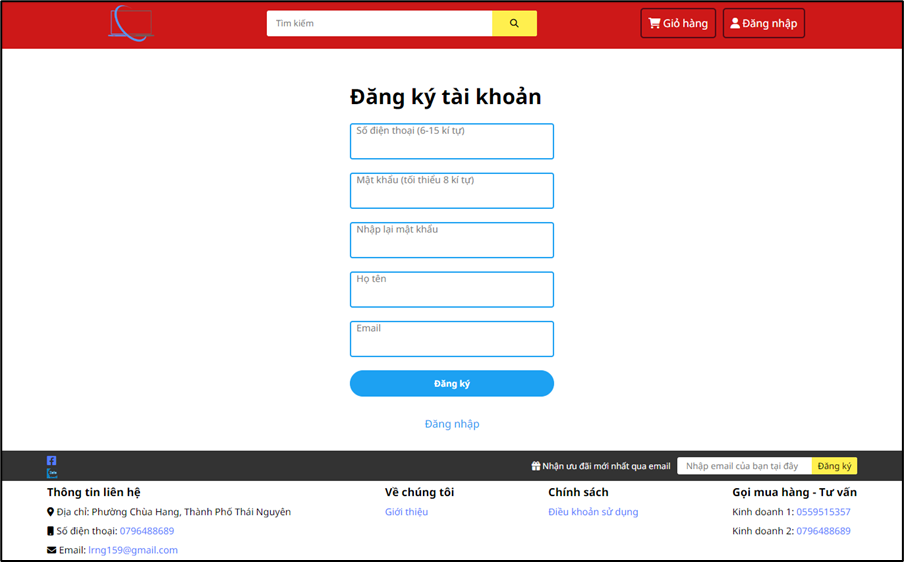 Tìm kiếm
Giỏ hàng
Đăng nhập
Đăng ký tài khoản
Số điện thoại (6-15 kí tự)
Mật khẩu (tối thiểu 8 kí tự)
Nhập lại mật khẩu
Họ tên
Email
Đăng ký
Đăng nhập
Nhận ưu đãi mới nhất qua email
Nhập email của bạn tại đây
Đăng ký
Thông tin liên hệ
Địa chỉ: Phường Chùa Hang, Thành Phố Thái Nguyên
Số điện thoại: 0796488689
Email: lrng159@gmail.com
Về chúng tôi
Giới thiệu
Chính sách
Điều khoản sử dụng
Gọi mua hàng - Tư vấn
Kinh doanh 1: 0559515357
Kinh doanh 2: 0796488689